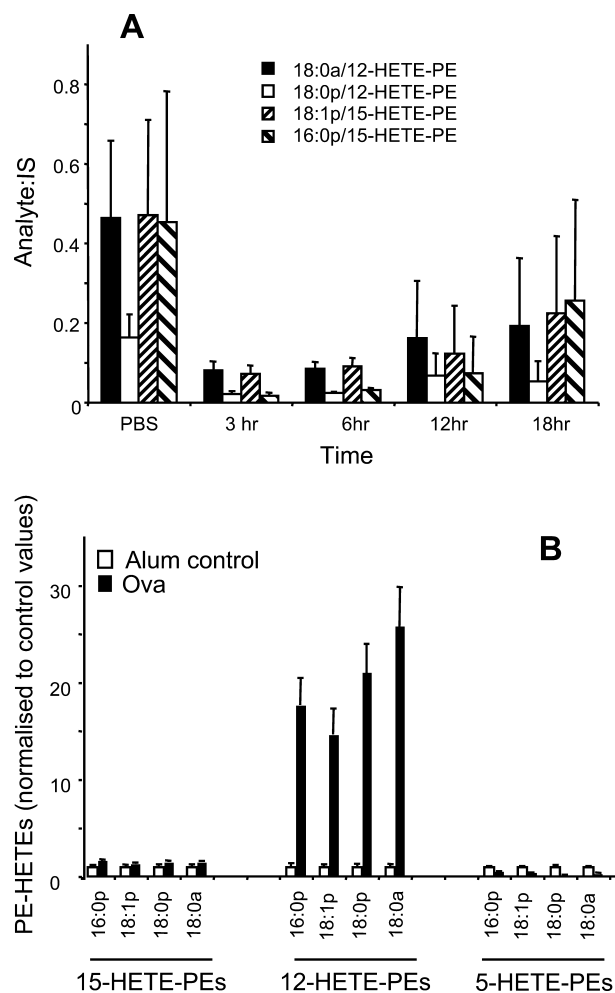 A
18:0a/12-HETE-PE
18:0p/12-HETE-PE
18:1p/15-HETE-PE
16:0p/15-HETE-PE
Analyte:IS
0.8
0.6
0.4
0.2
0
PBS 3 hr 6hr 12hr 18hr
Time
B
Alum control
Ova
PE-HETEs (normalised to control values)
30
20
10
0
16:0p 18:1p 18:0p 18:0a 16:0p 18:1p 18:0p 18:0a 16:0p 18:1p 18:0p 18:0a
15-HETE-PEs 12-HETE-PEs 5-HETE-PEs